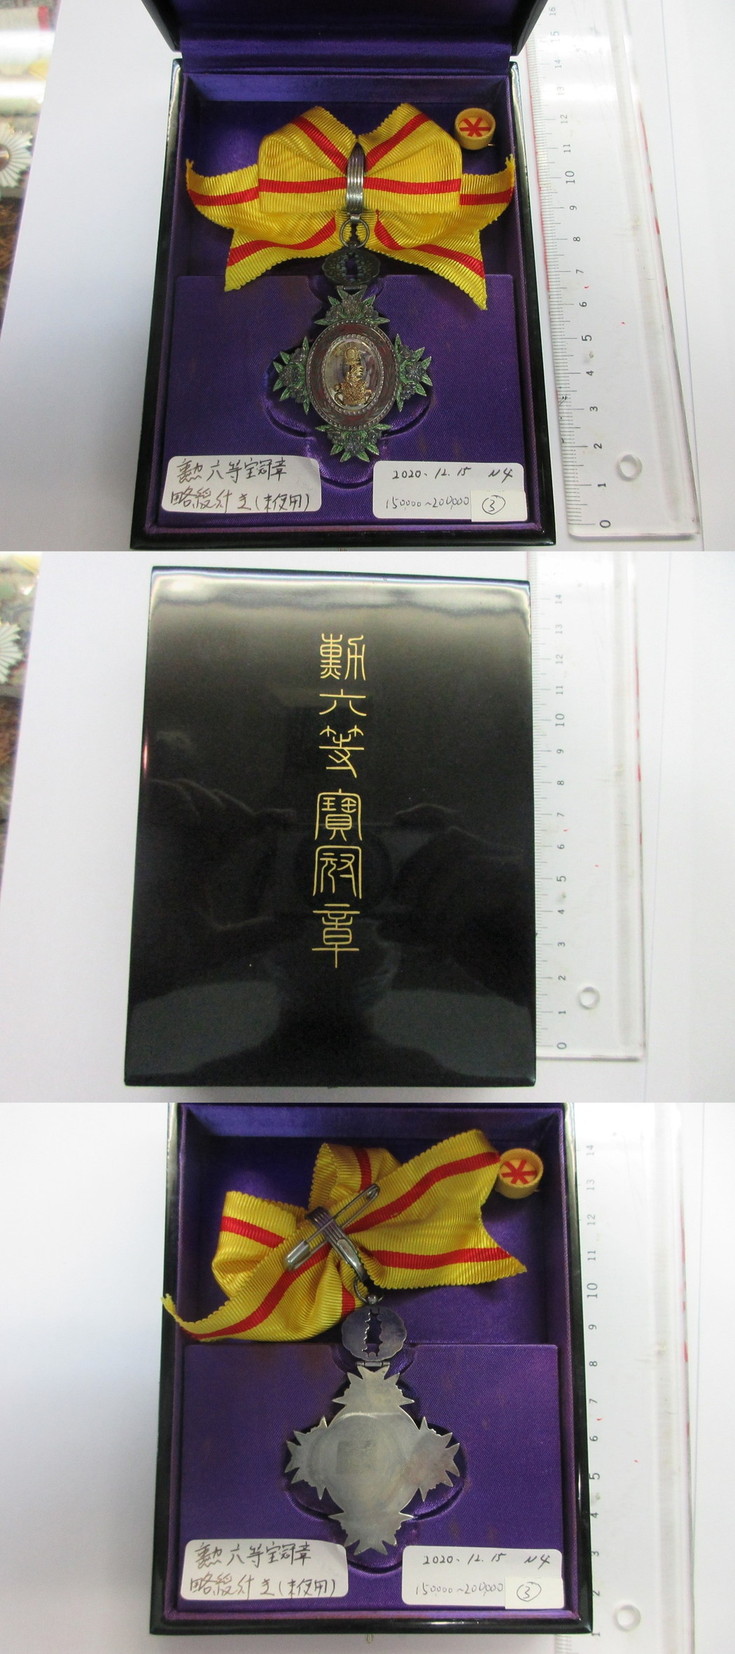 勲六等宝冠章
略綬付き(未使用)
2020.12.15 N4
150000~200000
③
勲六等寶冠章
勲六等宝冠章
略綬付き(未使用)
2020.12.15 N4
150000~200000
③